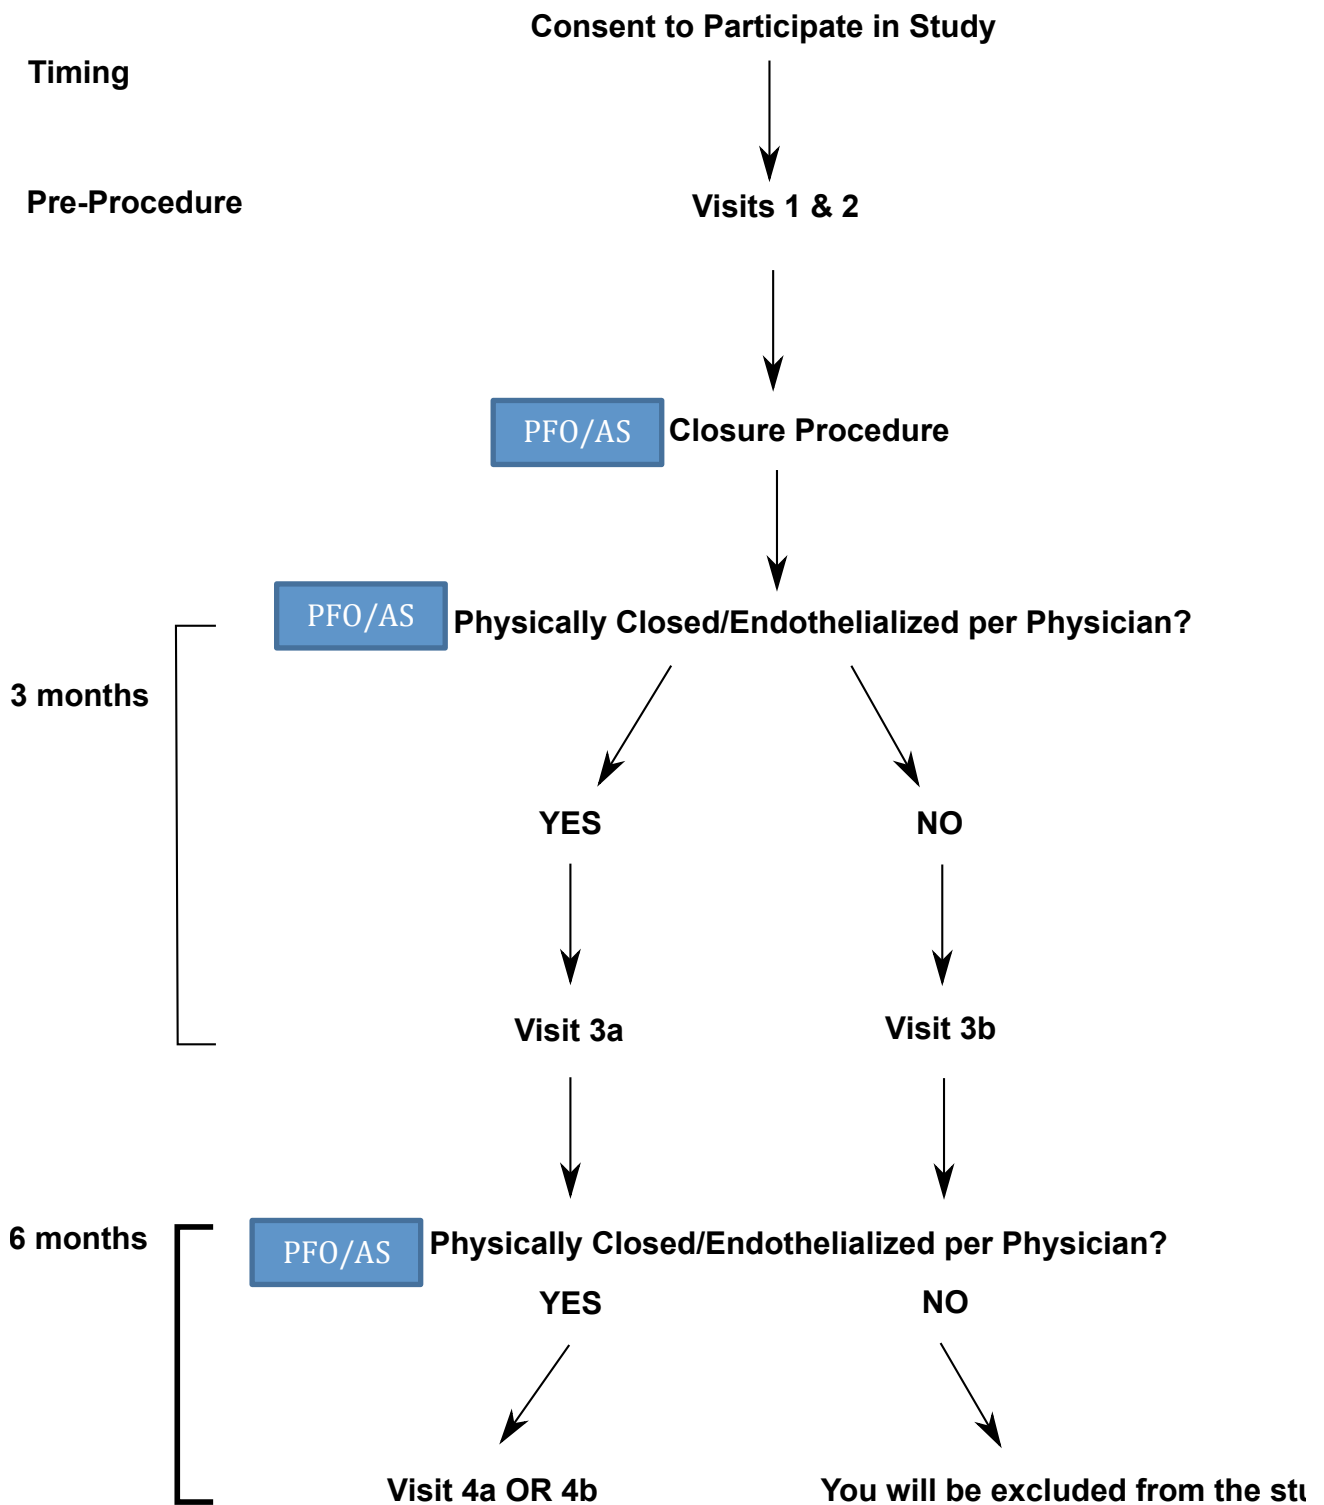 Consent to Participate in Study
Timing
Pre-Procedure
Visits 1 & 2
PFO/AS Closure Procedure
PFO/AS Physically Closed/Endothelialized per Physician?
3 months
YES NO
Visit 3a Visit 3b
6 months PFO/AS Physically Closed/Endothelialized per Physician?
YES NO
Visit 4a OR 4b You will be excluded from the